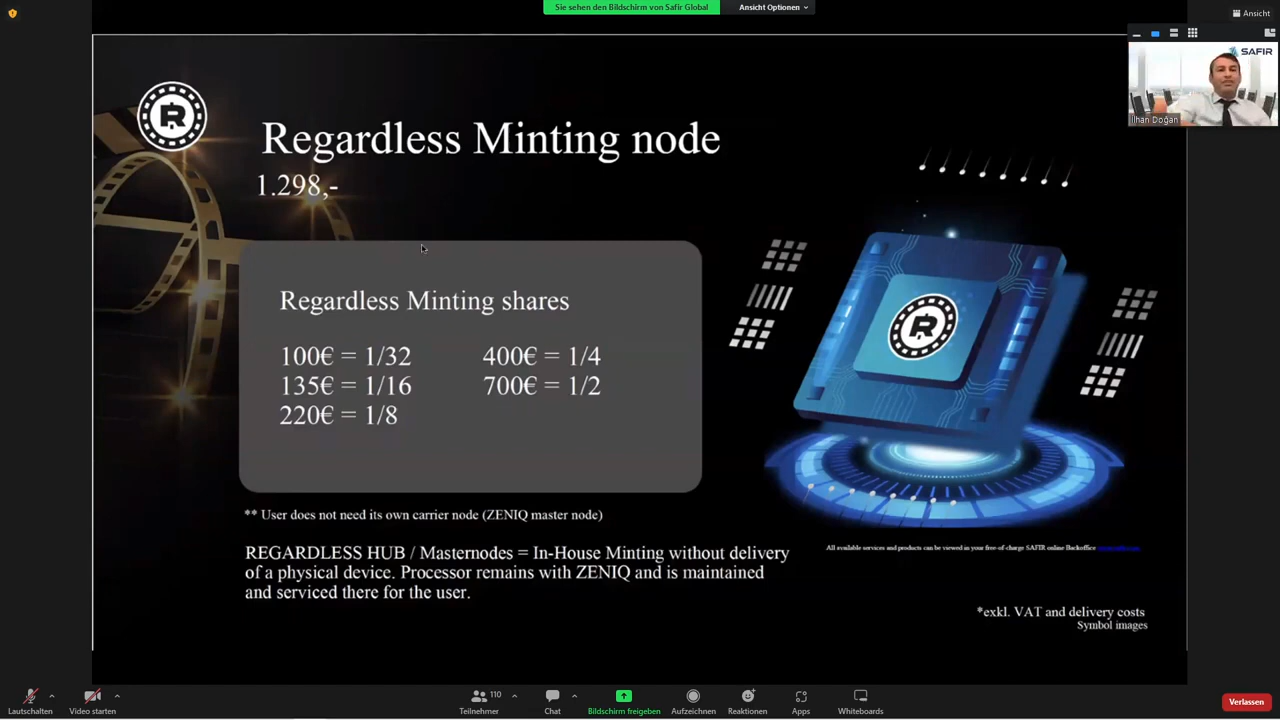 Sie sehen den Bildschirm von Safir Global
Ansicht Optionen
Ansicht
SAFIR
İlhan Doğan
R
Regardless Minting node
1.298,-
Regardless Minting shares
100€ = 1/32
135€ = 1/16
220€ = 1/8
400€ = 1/4
700€ = 1/2
R
** User does not need its own carrier node (ZENIQ master node)
REGARDLESS HUB / Masternodes = In-House Minting without delivery
of a physical device. Processor remains with ZENIQ and is maintained
and serviced there for the user.
All available services and products can be viewed in your free-of-charge SAFIR online Backoffice
*exkl. VAT and delivery costs
Symbol images
Lautschalten
Video starten
110
Teilnehmer
Chat
Bildschirm freigeben
Aufzeichnen
Reaktionen
Apps
Whiteboards
Verlassen